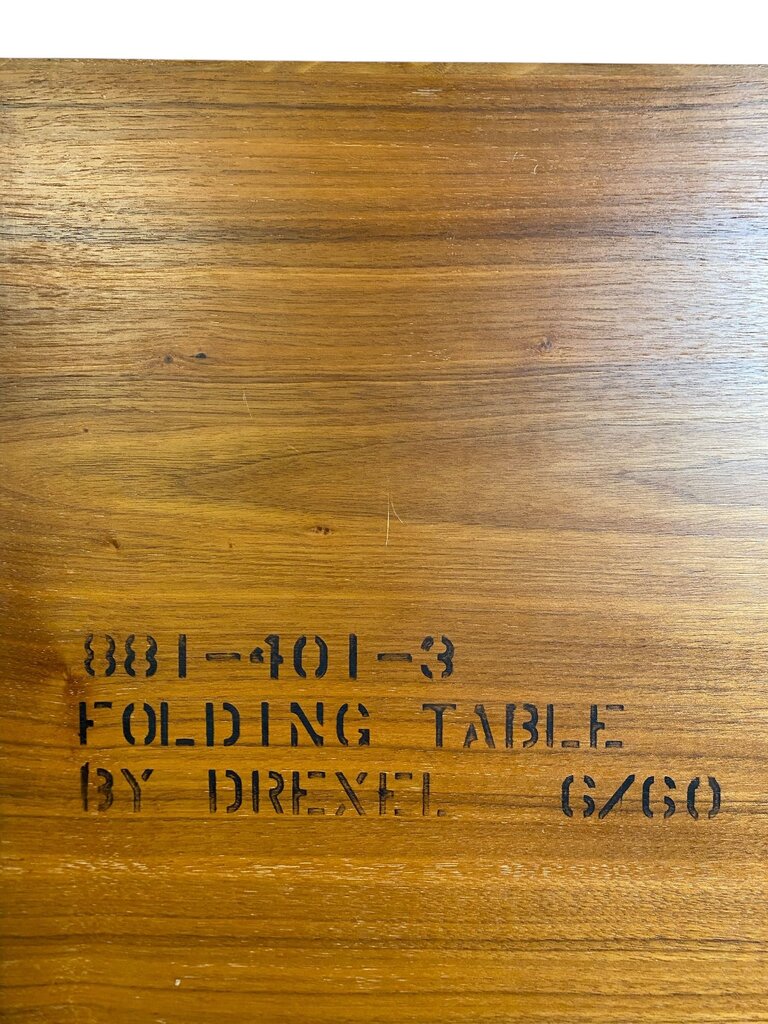 881-401-3
FOLDING TABLE
BY DREXEL 6/60